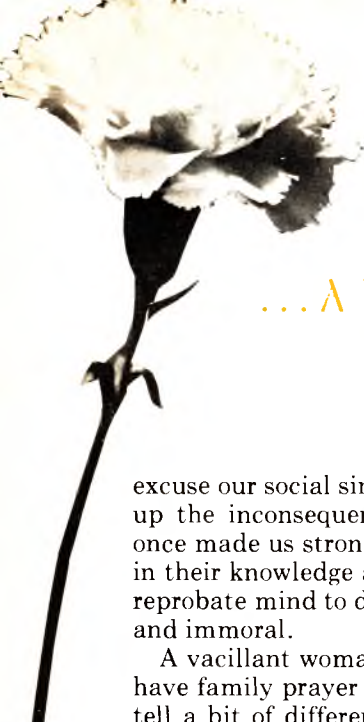 ...A
excuse our social sin
up the inconsequen
once made us stron
in their knowledge
reprobate mind to d
and immoral.
A vacillant woma
have family prayer
tell a bit of differe